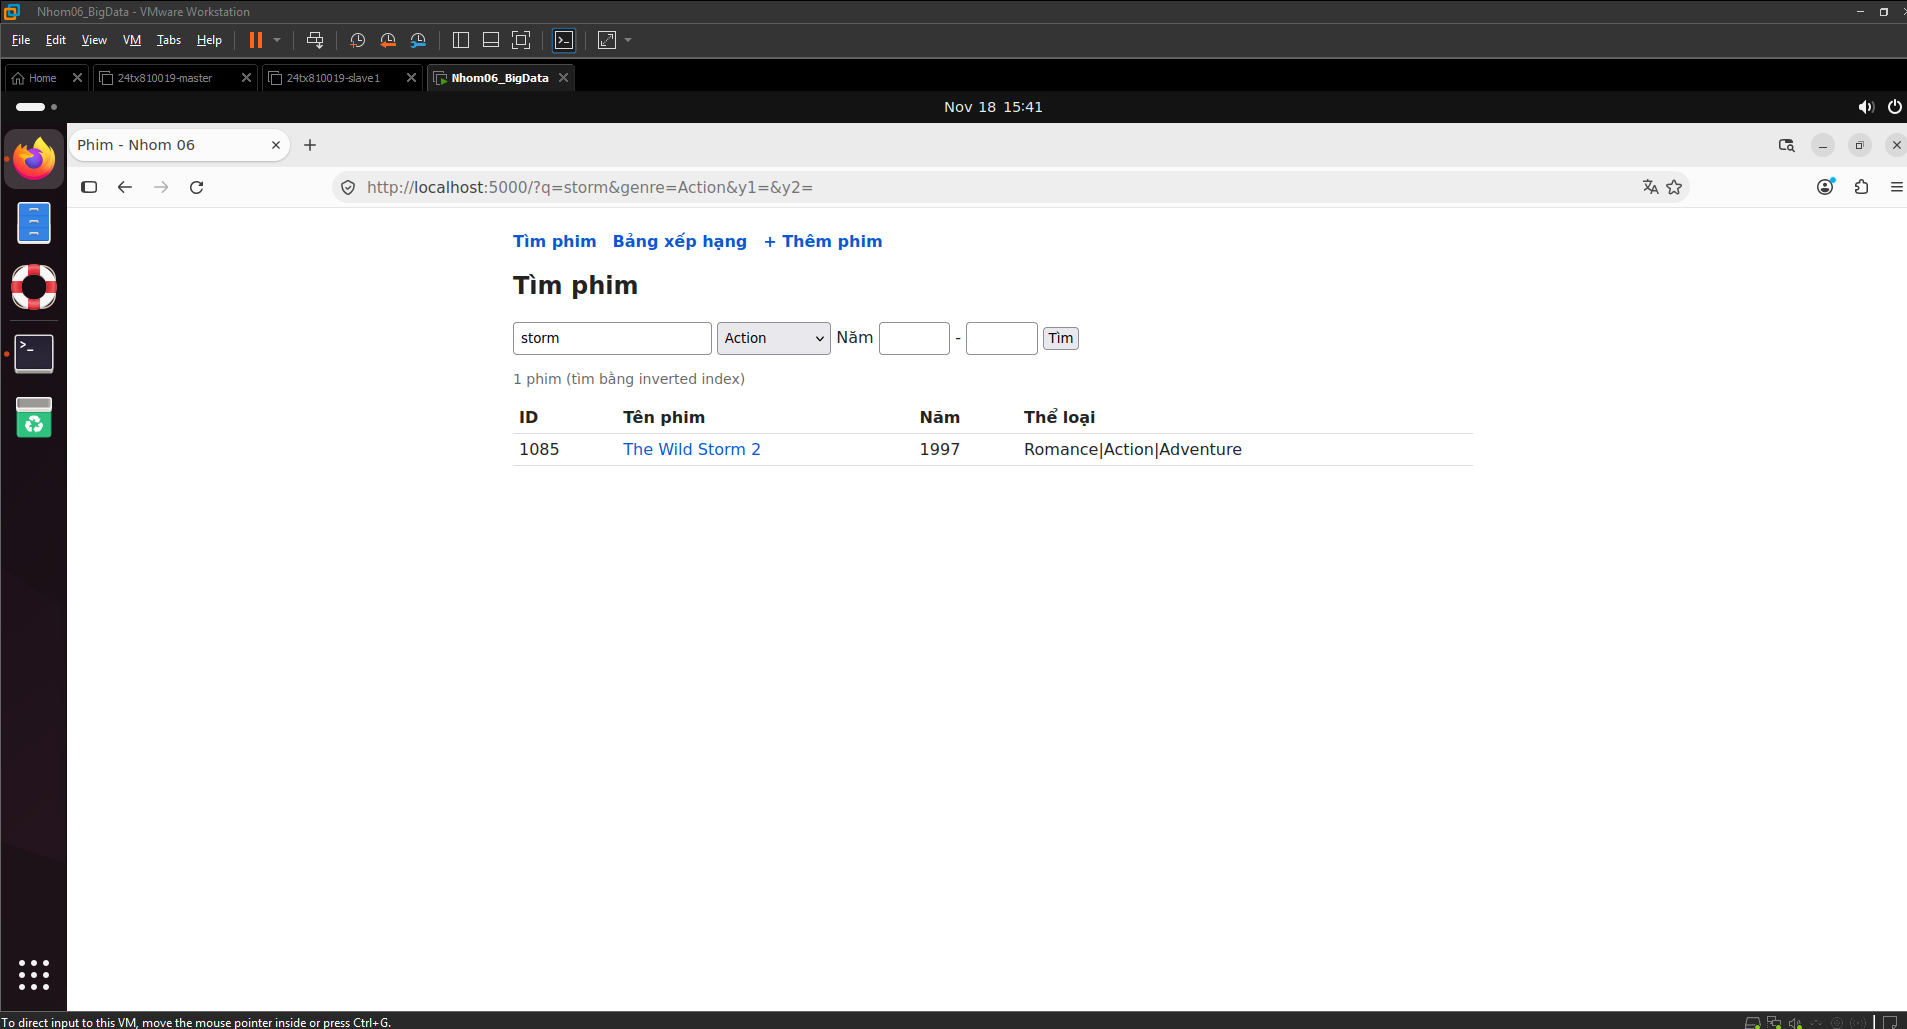 Nhom06_BigData - VMware Workstation
File Edit View VM Tabs Help
Home 24tx810019-master 24tx810019-slave1 Nhom06_BigData
Nov 18 15:41
Phim - Nhom 06
http://localhost:5000/?q=storm&genre=Action&y1=&y2=
Tìm phim Bảng xếp hạng + Thêm phim
Tìm phim
storm Action Năm - Tìm
1 phim (tìm bằng inverted index)
ID Tên phim Năm Thể loại
1085 The Wild Storm 2 1997 Romance|Action|Adventure
To direct input to this VM, move the mouse pointer inside or press Ctrl+G.